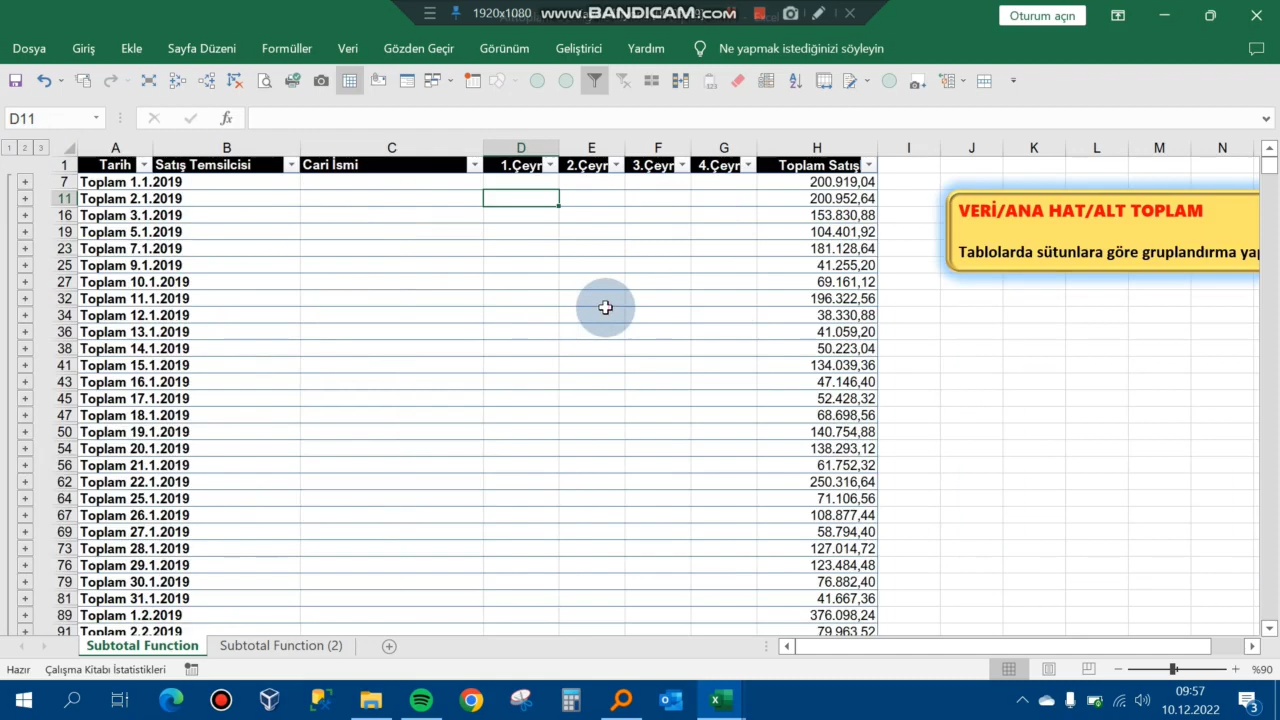 1920x1080 www.BANDICAM.com Oturum açın
Dosya Giriş Ekle Sayfa Düzeni Formüller Veri Gözden Geçir Görünüm Geliştirici Yardım Ne yapmak istediğinizi söyleyin
D11 fx
1 2 3 A B C D E F G H I J K L M N
1 Tarih Satış Temsilcisi Cari İsmi 1.Çeyr 2.Çeyr 3.Çeyr 4.Çeyr Toplam Satış
7 Toplam 1.1.2019 200.919,04
11 Toplam 2.1.2019 200.952,64
16 Toplam 3.1.2019 153.830,88
19 Toplam 5.1.2019 104.401,92
23 Toplam 7.1.2019 181.128,64
25 Toplam 9.1.2019 41.255,20
27 Toplam 10.1.2019 69.161,12
32 Toplam 11.1.2019 196.322,56
34 Toplam 12.1.2019 38.330,88
36 Toplam 13.1.2019 41.059,20
38 Toplam 14.1.2019 50.223,04
41 Toplam 15.1.2019 134.039,36
43 Toplam 16.1.2019 47.146,40
45 Toplam 17.1.2019 52.428,32
47 Toplam 18.1.2019 68.698,56
50 Toplam 19.1.2019 140.754,88
54 Toplam 20.1.2019 138.293,12
56 Toplam 21.1.2019 61.752,32
62 Toplam 22.1.2019 250.316,64
64 Toplam 25.1.2019 71.106,56
67 Toplam 26.1.2019 108.877,44
69 Toplam 27.1.2019 58.794,40
73 Toplam 28.1.2019 127.014,72
76 Toplam 29.1.2019 123.484,48
79 Toplam 30.1.2019 76.882,40
81 Toplam 31.1.2019 41.667,36
89 Toplam 1.2.2019 376.098,24
91 Toplam 2.2.2019 79.963,52
VERİ/ANA HAT/ALT TOPLAM
Tablolarda sütunlara göre gruplandırma yap
Subtotal Function Subtotal Function (2)
Hazır Çalışma Kitabı İstatistikleri %90
09:57
10.12.2022
3